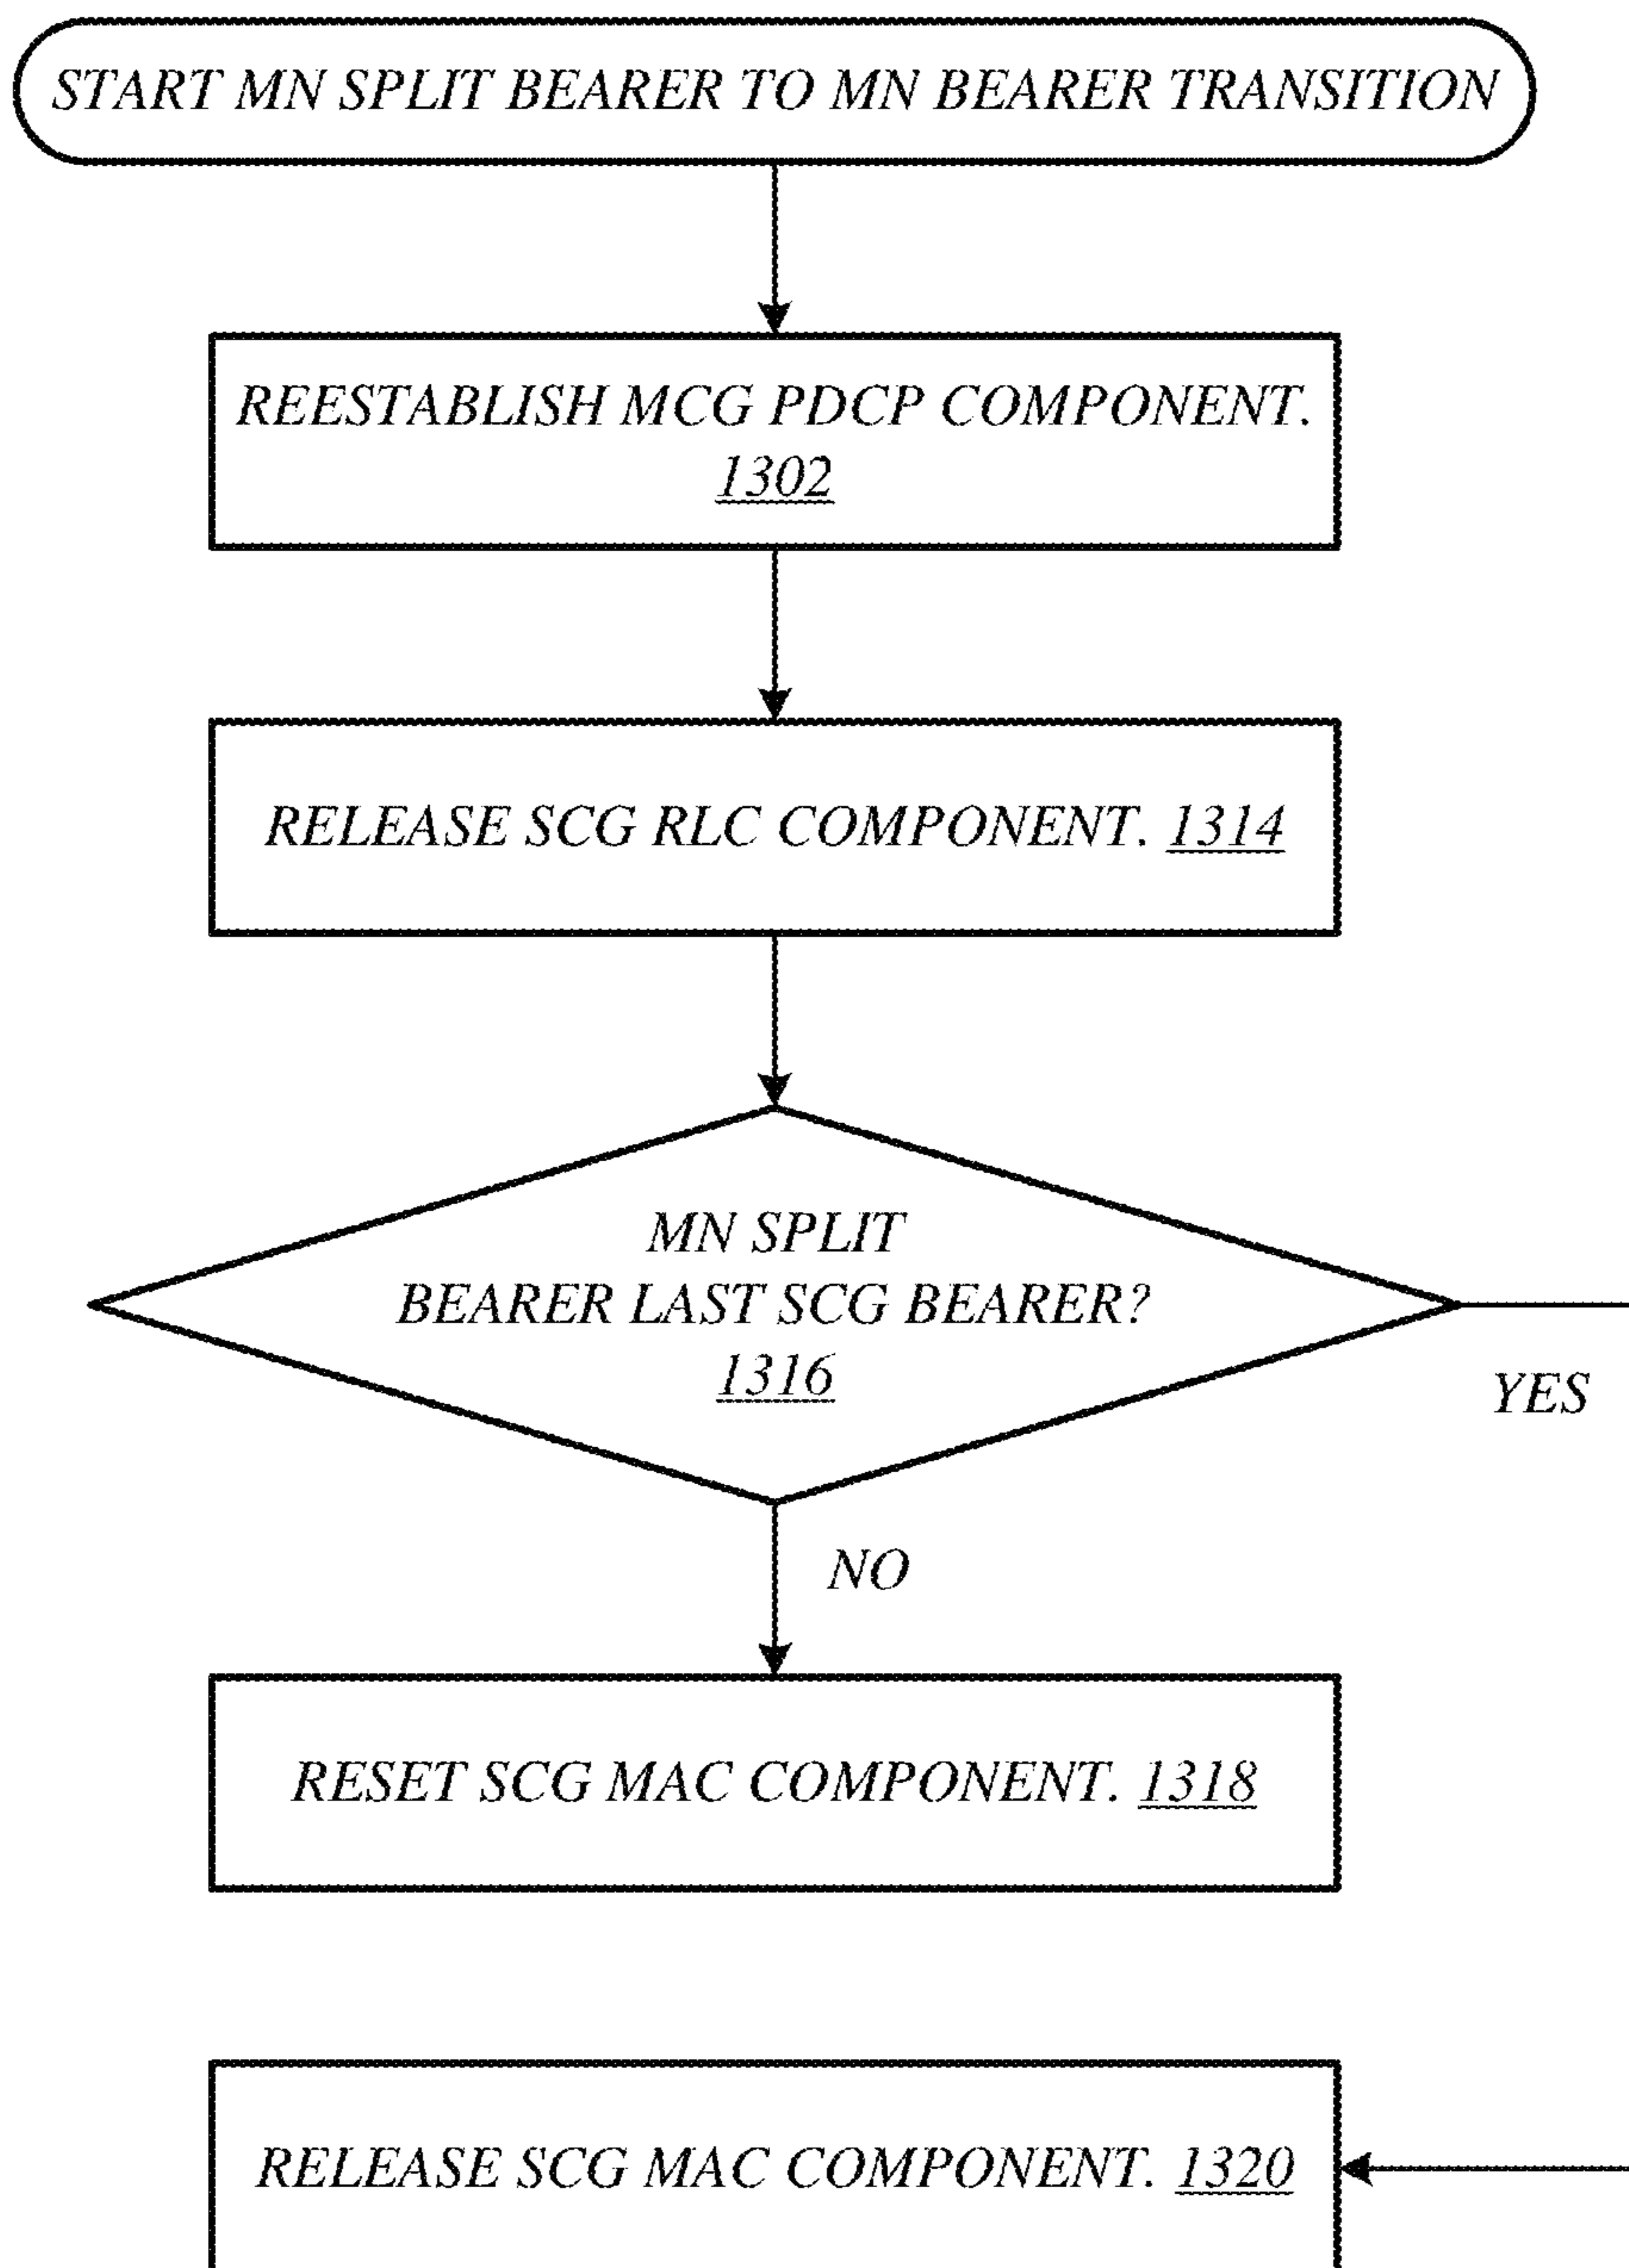 START MN SPLIT BEARER TO MN BEARER TRANSITION
REESTABLISH MCG PDCP COMPONENT.
1302
RELEASE SCG RLC COMPONENT. 1314
MN SPLIT
BEARER LAST SCG BEARER?
1316
YES
NO
RESET SCG MAC COMPONENT. 1318
RELEASE SCG MAC COMPONENT. 1320